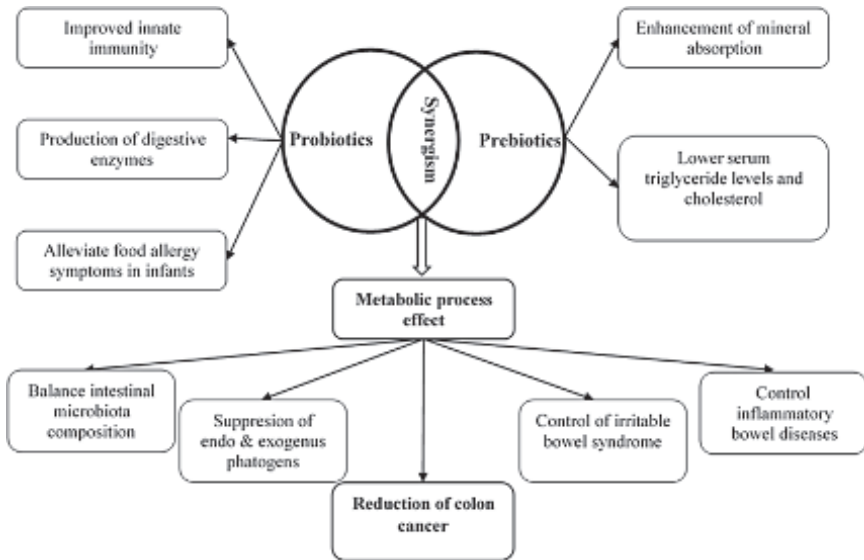 Improved innate
immunity
Enhancement of mineral
absorption
Probiotics
Synergism
Prebiotics
Production of digestive
enzymes
Lower serum
triglyceride levels and
cholesterol
Alleviate food allergy
symptoms in infants
Metabolic process
effect
Balance intestinal
microbiota
composition
Suppresion of
endo & exogenus
phatogens
Reduction of colon
cancer
Control of irritable
bowel syndrome
Control
inflammatory
bowel diseases